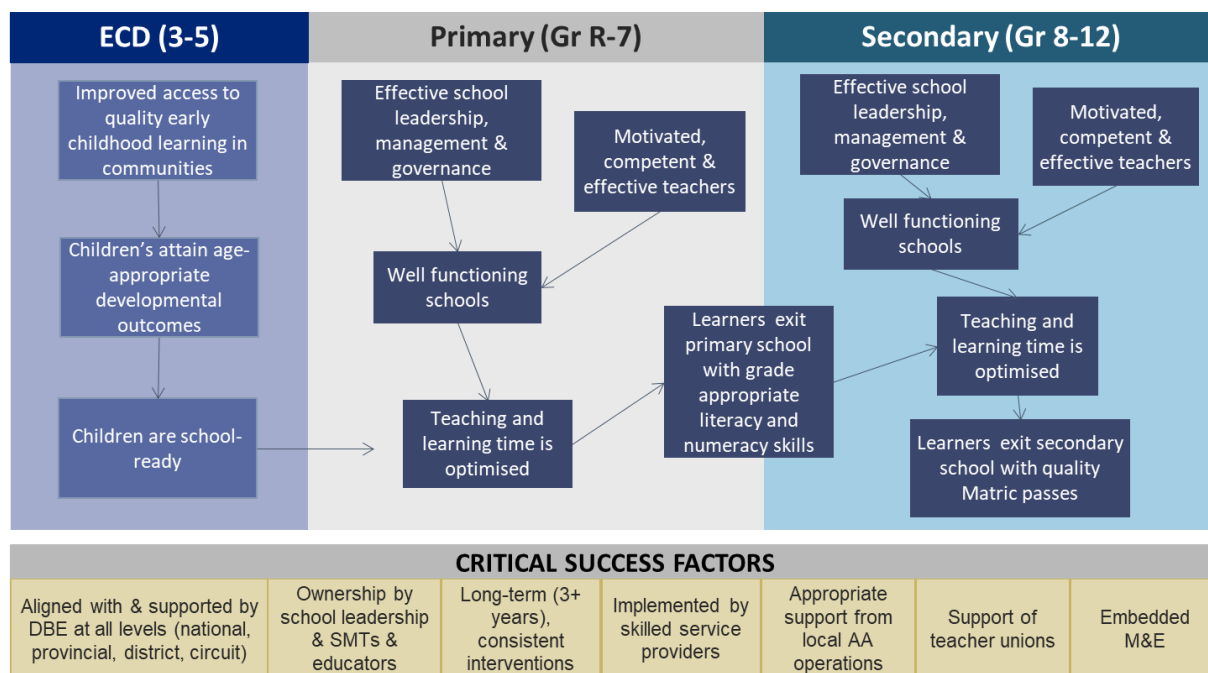 ECD (3-5)
Improved access to
quality early
childhood learning in
communities
Children's attain age-
appropriate
developmental
outcomes
Children are school-
ready
Primary (Gr R-7)
Effective school
leadership,
management &
governance
Motivated,
competent &
effective teachers
Well functioning
schools
Teaching and
learning time is
optimised
Learners exit
primary school
with grade
appropriate
literacy and
numeracy skills
Secondary (Gr 8-12)
Effective school
leadership,
management &
governance
Motivated,
competent &
effective teachers
Well functioning
schools
Teaching and
learning time is
optimised
Learners exit secondary
school with quality
Matric passes
CRITICAL SUCCESS FACTORS
Aligned with & supported by
DBE at all levels (national,
provincial, district, circuit)
Ownership by
school leadership
& SMTs &
educators
Long-term (3+
years),
consistent
interventions
Implemented by
skilled service
providers
Appropriate
support from
local AA
operations
Support of
teacher unions
Embedded
M&E